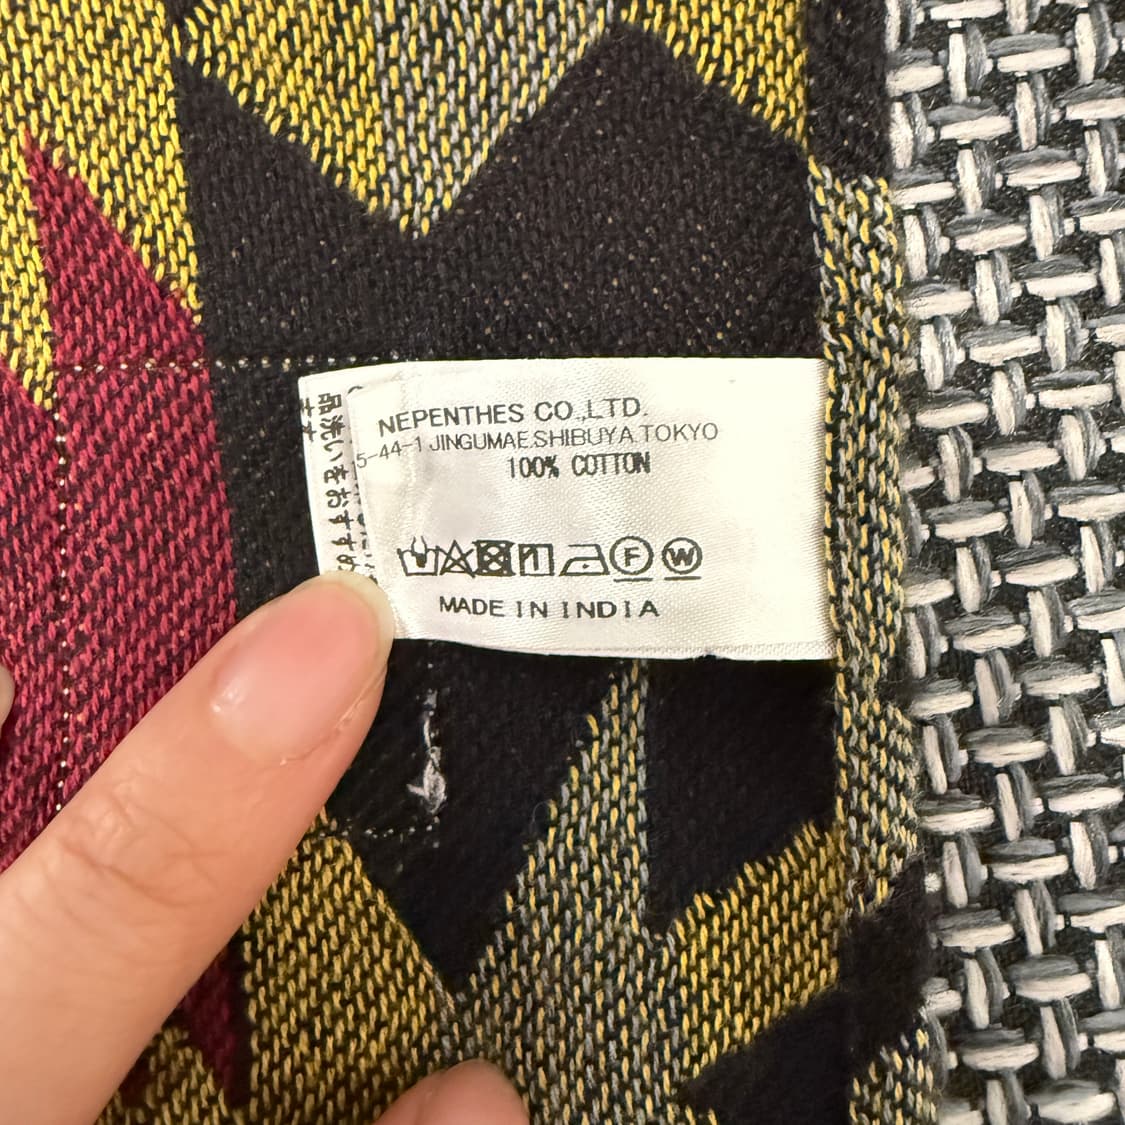 NEPENTHES CO.,LTD.
5-44-1 JINGUMAE.SHIBUYA.TOKYO
100% COTTON
F W
MADE IN INDIA